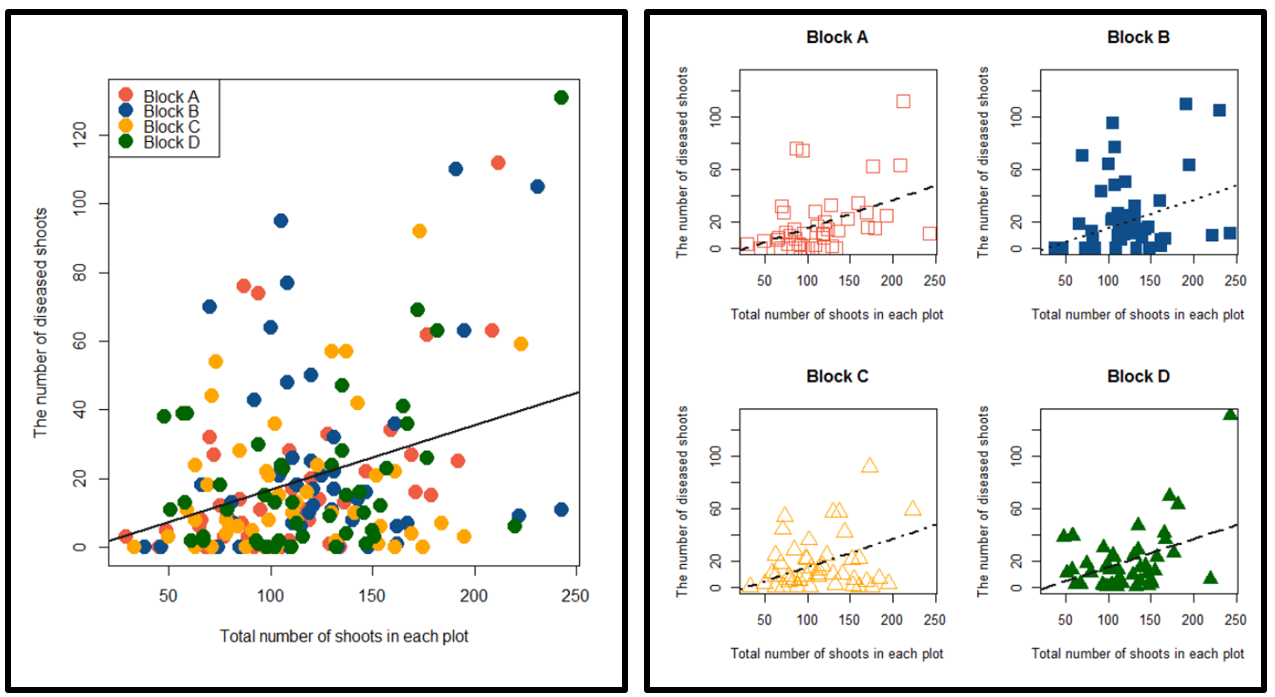 Block A
Block B
Block C
Block D
The number of diseased shoots
0 20 40 60 80 100 120
50 100 150 200 250
Total number of shoots in each plot
Block A
The number of diseased shoots
0 20 60 100
50 100 150 200 250
Total number of shoots in each plot
Block B
The number of diseased shoots
0 20 60 100
50 100 150 200 250
Total number of shoots in each plot
Block C
The number of diseased shoots
0 20 60 100
50 100 150 200 250
Total number of shoots in each plot
Block D
The number of diseased shoots
0 20 60 100
50 100 150 200 250
Total number of shoots in each plot